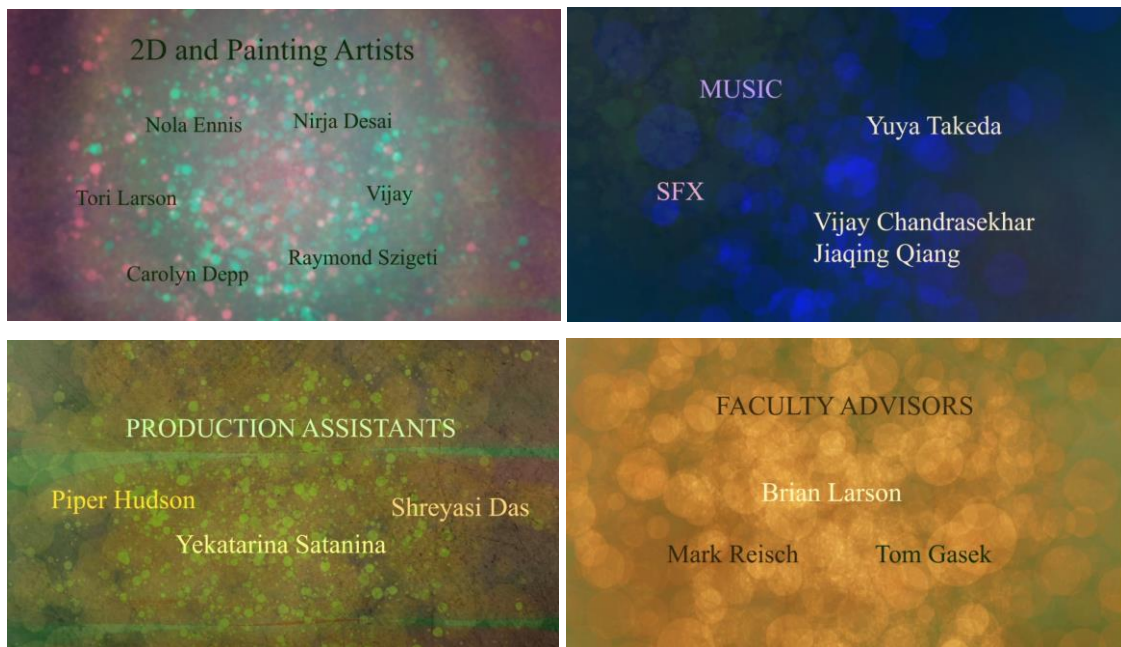 2D and Painting Artists
Nola Ennis
Nirja Desai
Tori Larson
Vijay
Carolyn Depp
Raymond Szigeti
MUSIC
Yuya Takeda
SFX
Vijay Chandrasekhar
Jiaqing Qiang
PRODUCTION ASSISTANTS
Piper Hudson
Shreyasi Das
Yekatarina Satanina
FACULTY ADVISORS
Brian Larson
Mark Reisch
Tom Gasek